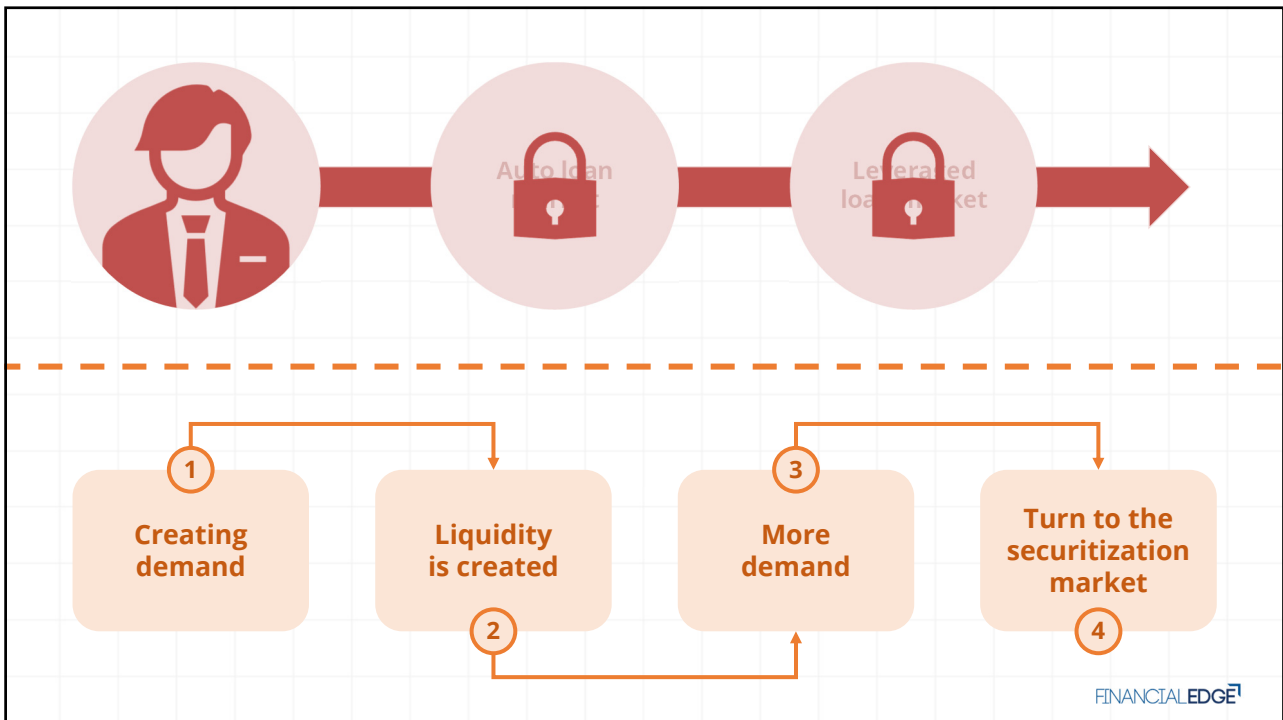 Auto loan
Leveraged
1
3
Creating
demand
Liquidity
is created
More
demand
Turn to the
securitization
market
2
4
FINANCIALEDGE